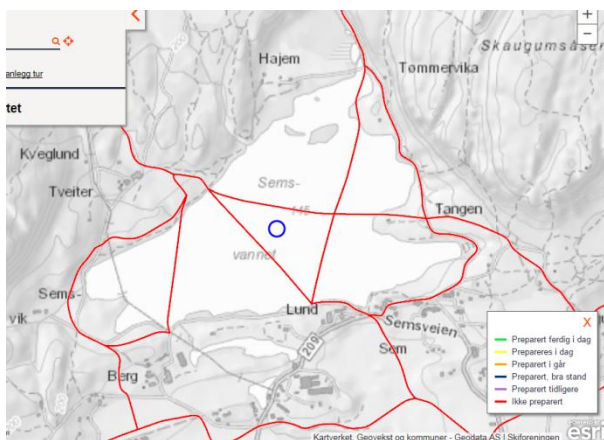 anlegg tur
tet
Hajem
Tømmervika
Kveglund
Tveiter
Sems-
145
vannet
Tangen
Sems-
vik
Lund
209
Semsveien
Sem
Berg
200
X
Preparert ferdig i dag
Prepareres i dag
Preparert i går
Preparert, bra stand
Preparert tidligere
Ikke preparert
Kartverket, Geovekst og kommuner - Geodata AS | Skiforeningen
esri